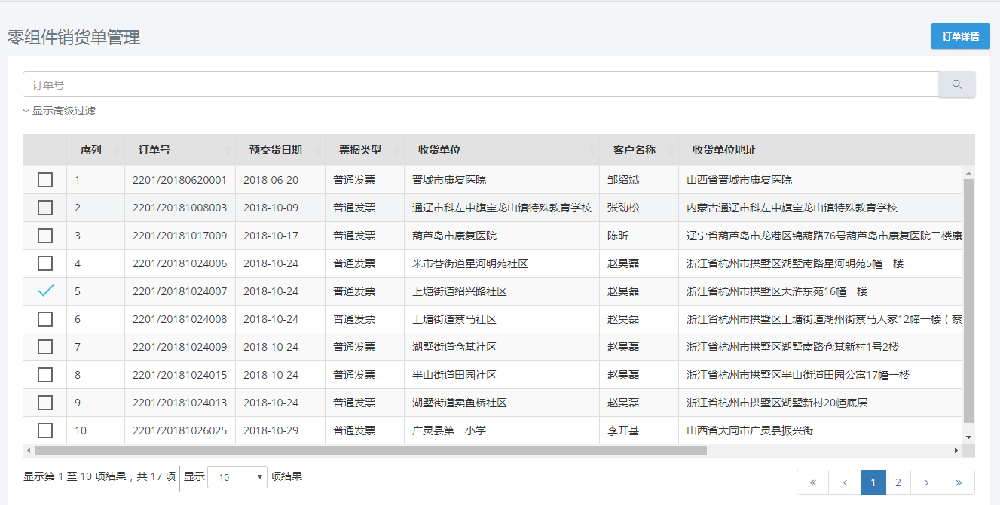 零组件销货单管理
订单详情
订单号
显示高级过滤
序列 订单号 预交货日期 票据类型 收货单位 客户名称 收货单位地址
1 2201/20180620001 2018-06-20 普通发票 晋城市康复医院 邹绍斌 山西省晋城市康复医院
2 2201/20181008003 2018-10-09 普通发票 通辽市科左中旗宝龙山镇特殊教育学校 张劲松 内蒙古通辽市科左中旗宝龙山镇特殊教育学校
3 2201/20181017009 2018-10-17 普通发票 葫芦岛市康复医院 陈昕 辽宁省葫芦岛市龙港区锦葫路76号葫芦岛市康复医院二楼康
4 2201/20181024006 2018-10-24 普通发票 米市巷街道星河明苑社区 赵昊磊 浙江省杭州市拱墅区湖墅南路星河明苑5幢一楼
5 2201/20181024007 2018-10-24 普通发票 上塘街道绍兴路社区 赵昊磊 浙江省杭州市拱墅区大浒东苑16幢一楼
6 2201/20181024008 2018-10-24 普通发票 上塘街道蔡马社区 赵昊磊 浙江省杭州市拱墅区上塘街道湖州街蔡马人家12幢一楼（蔡
7 2201/20181024009 2018-10-24 普通发票 湖墅街道仓基社区 赵昊磊 浙江省杭州市拱墅区湖墅南路仓基新村1号2楼
8 2201/20181024015 2018-10-24 普通发票 半山街道田园社区 赵昊磊 浙江省杭州市拱墅区半山街道田园公寓17幢一楼
9 2201/20181024013 2018-10-24 普通发票 湖墅街道卖鱼桥社区 赵昊磊 浙江省杭州市拱墅区湖墅新村20幢底层
10 2201/20181026025 2018-10-29 普通发票 广灵县第二小学 李开基 山西省大同市广灵县振兴街
显示第 1 至 10 项结果，共 17 项 显示 10 项结果
« ‹ 1 2 › »